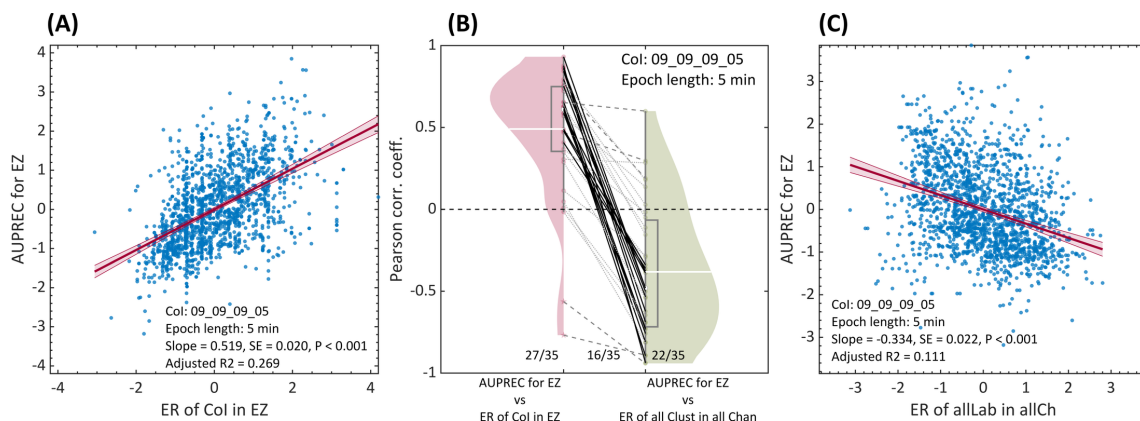 (A)
4
3
2
1
0
-1
-2
-3
-4
-4
-2
0
2
4
AUPREC for EZ
ER of CoI in EZ
CoI: 09_09_09_05
Epoch length: 5 min
Slope = 0.519, SE = 0.020, P < 0.001
Adjusted R2 = 0.269
(B)
1
0.5
0
-0.5
-1
Pearson corr. coeff.
CoI: 09_09_09_05
Epoch length: 5 min
27/35 16/35 22/35
AUPREC for EZ
vs
ER of CoI in EZ
AUPREC for EZ
vs
ER of all Clust in all Chan
(C)
4
3
2
1
0
-1
-2
-3
-3
-2
-1
0
1
2
3
AUPREC for EZ
ER of allLab in allCh
CoI: 09_09_09_05
Epoch length: 5 min
Slope = -0.334, SE = 0.022, P < 0.001
Adjusted R2 = 0.111